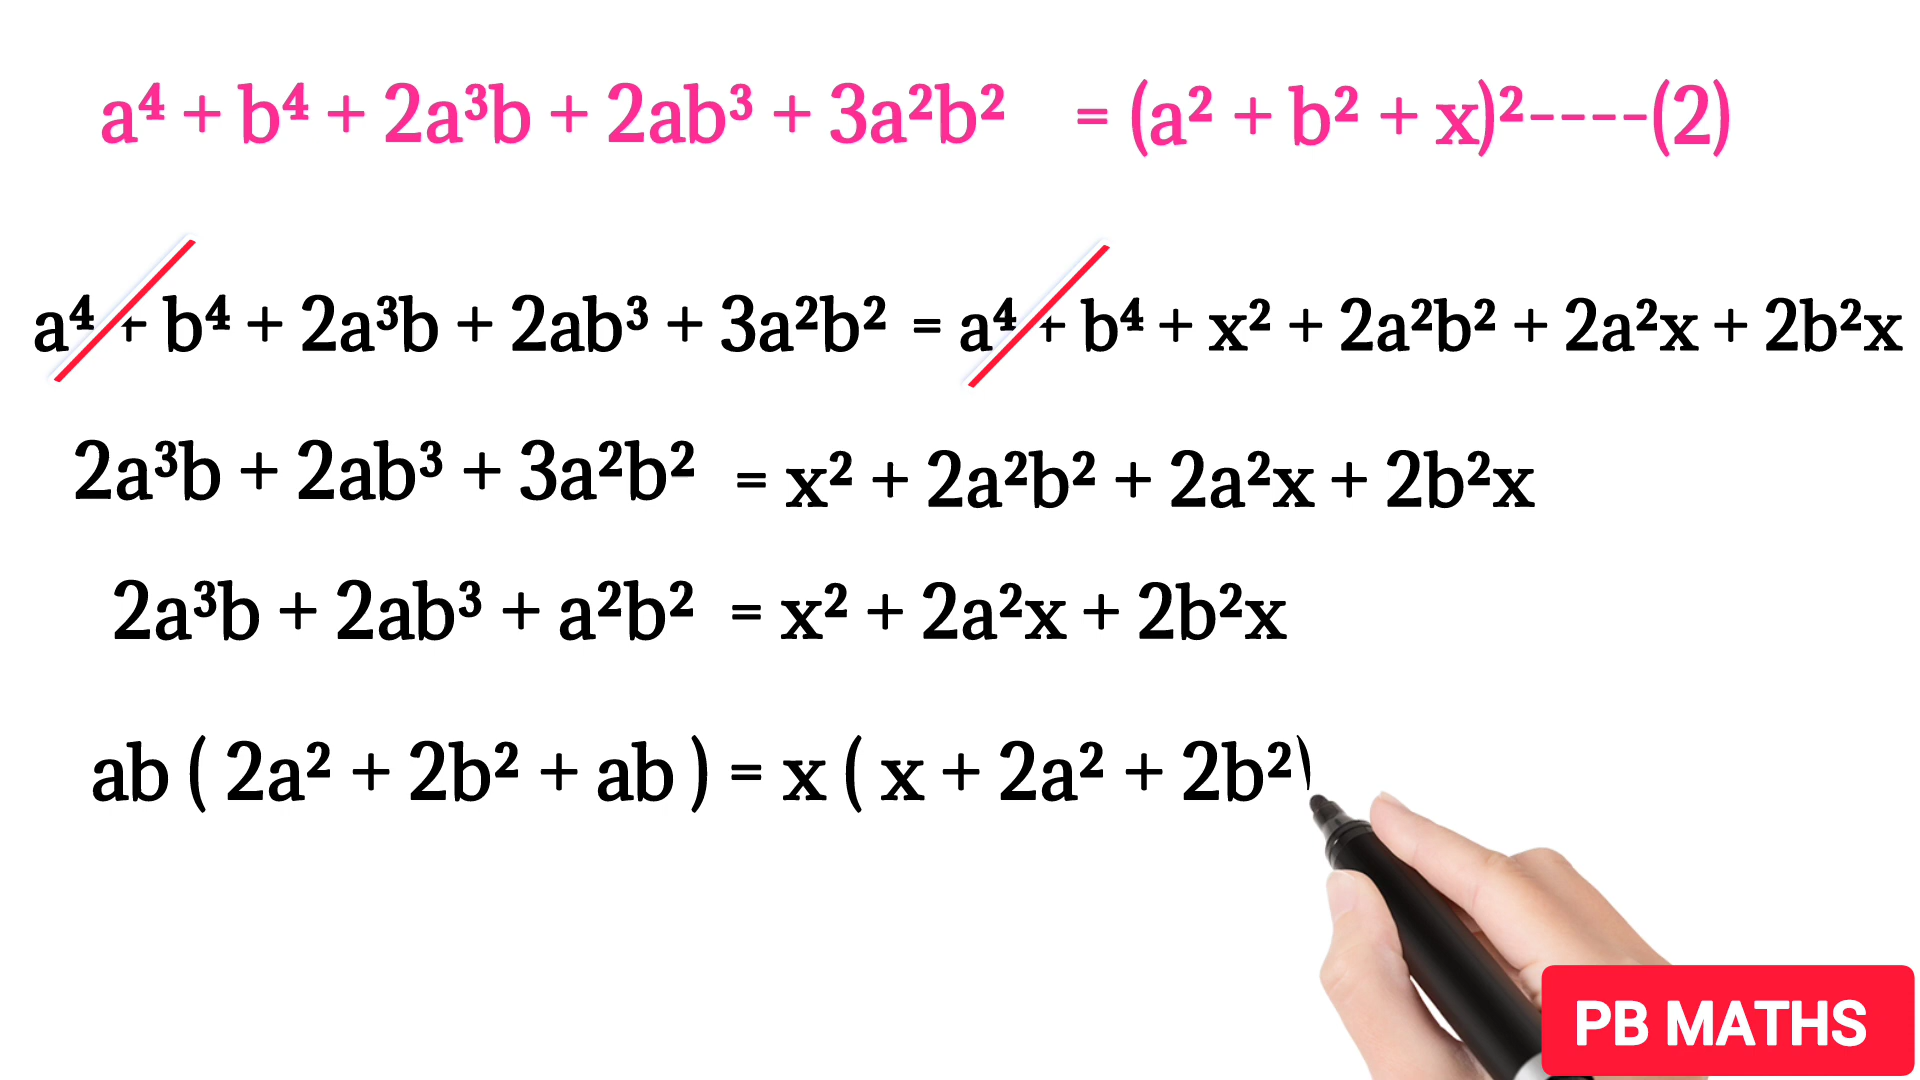 a⁴ + b⁴ + 2a³b + 2ab³ + 3a²b² = (a² + b² + x)²----(2)
a⁴ + b⁴ + 2a³b + 2ab³ + 3a²b² = a⁴ + b⁴ + x² + 2a²b² + 2a²x + 2b²x
2a³b + 2ab³ + 3a²b² = x² + 2a²b² + 2a²x + 2b²x
2a³b + 2ab³ + a²b² = x² + 2a²x + 2b²x
ab ( 2a² + 2b² + ab ) = x ( x + 2a² + 2b²)
PB MATHS